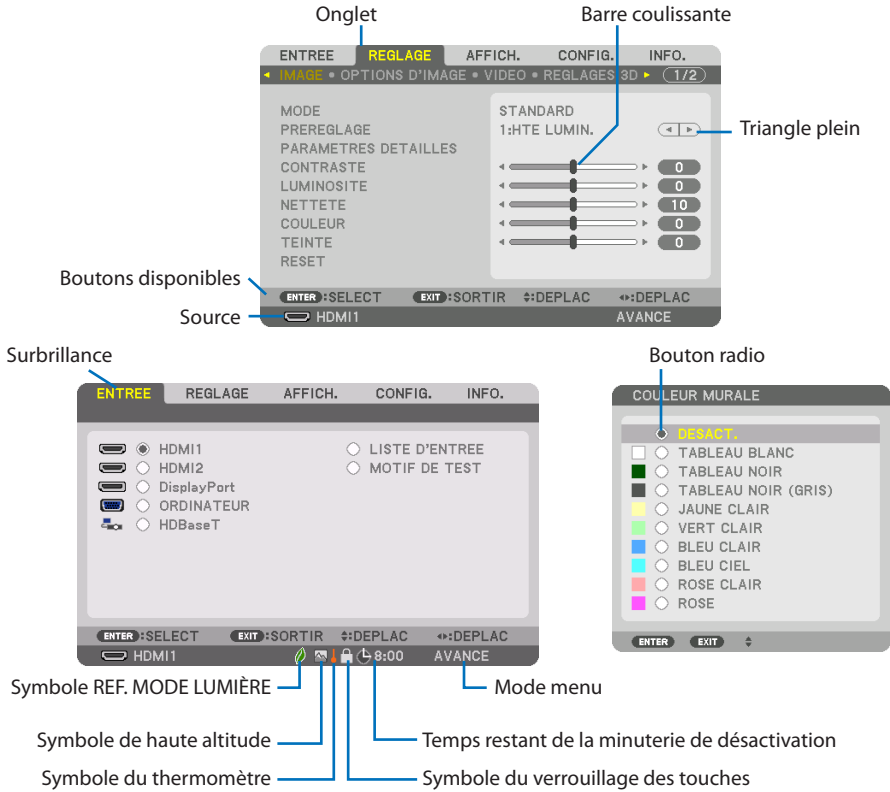 Onglet
Barre coulissante
ENTREE REGLAGE AFFICH. CONFIG. INFO.
IMAGE • OPTIONS D'IMAGE • VIDEO • REGLAGES 3D 1/2
MODE STANDARD
PREREGLAGE 1:HTE LUMIN.
Triangle plein
PARAMETRES DETAILLES
CONTRASTE 0
LUMINOSITE 0
NETTETE 10
COULEUR 0
TEINTE 0
RESET
Boutons disponibles
ENTER :SELECT EXIT :SORTIR :DEPLAC :DEPLAC
Source
HDMI1 AVANCE
Surbrillance
ENTREE REGLAGE AFFICH. CONFIG. INFO.
HDMI1 LISTE D'ENTREE
HDMI2 MOTIF DE TEST
DisplayPort
ORDINATEUR
HDBaseT
ENTER :SELECT EXIT :SORTIR :DEPLAC :DEPLAC
HDMI1 8:00 AVANCE
Bouton radio
COULEUR MURALE
DESACT.
TABLEAU BLANC
TABLEAU NOIR
TABLEAU NOIR (GRIS)
JAUNE CLAIR
VERT CLAIR
BLEU CLAIR
BLEU CIEL
ROSE CLAIR
ROSE
ENTER EXIT
Symbole REF. MODE LUMIÈRE
Mode menu
Symbole de haute altitude
Temps restant de la minuterie de désactivation
Symbole du thermomètre
Symbole du verrouillage des touches